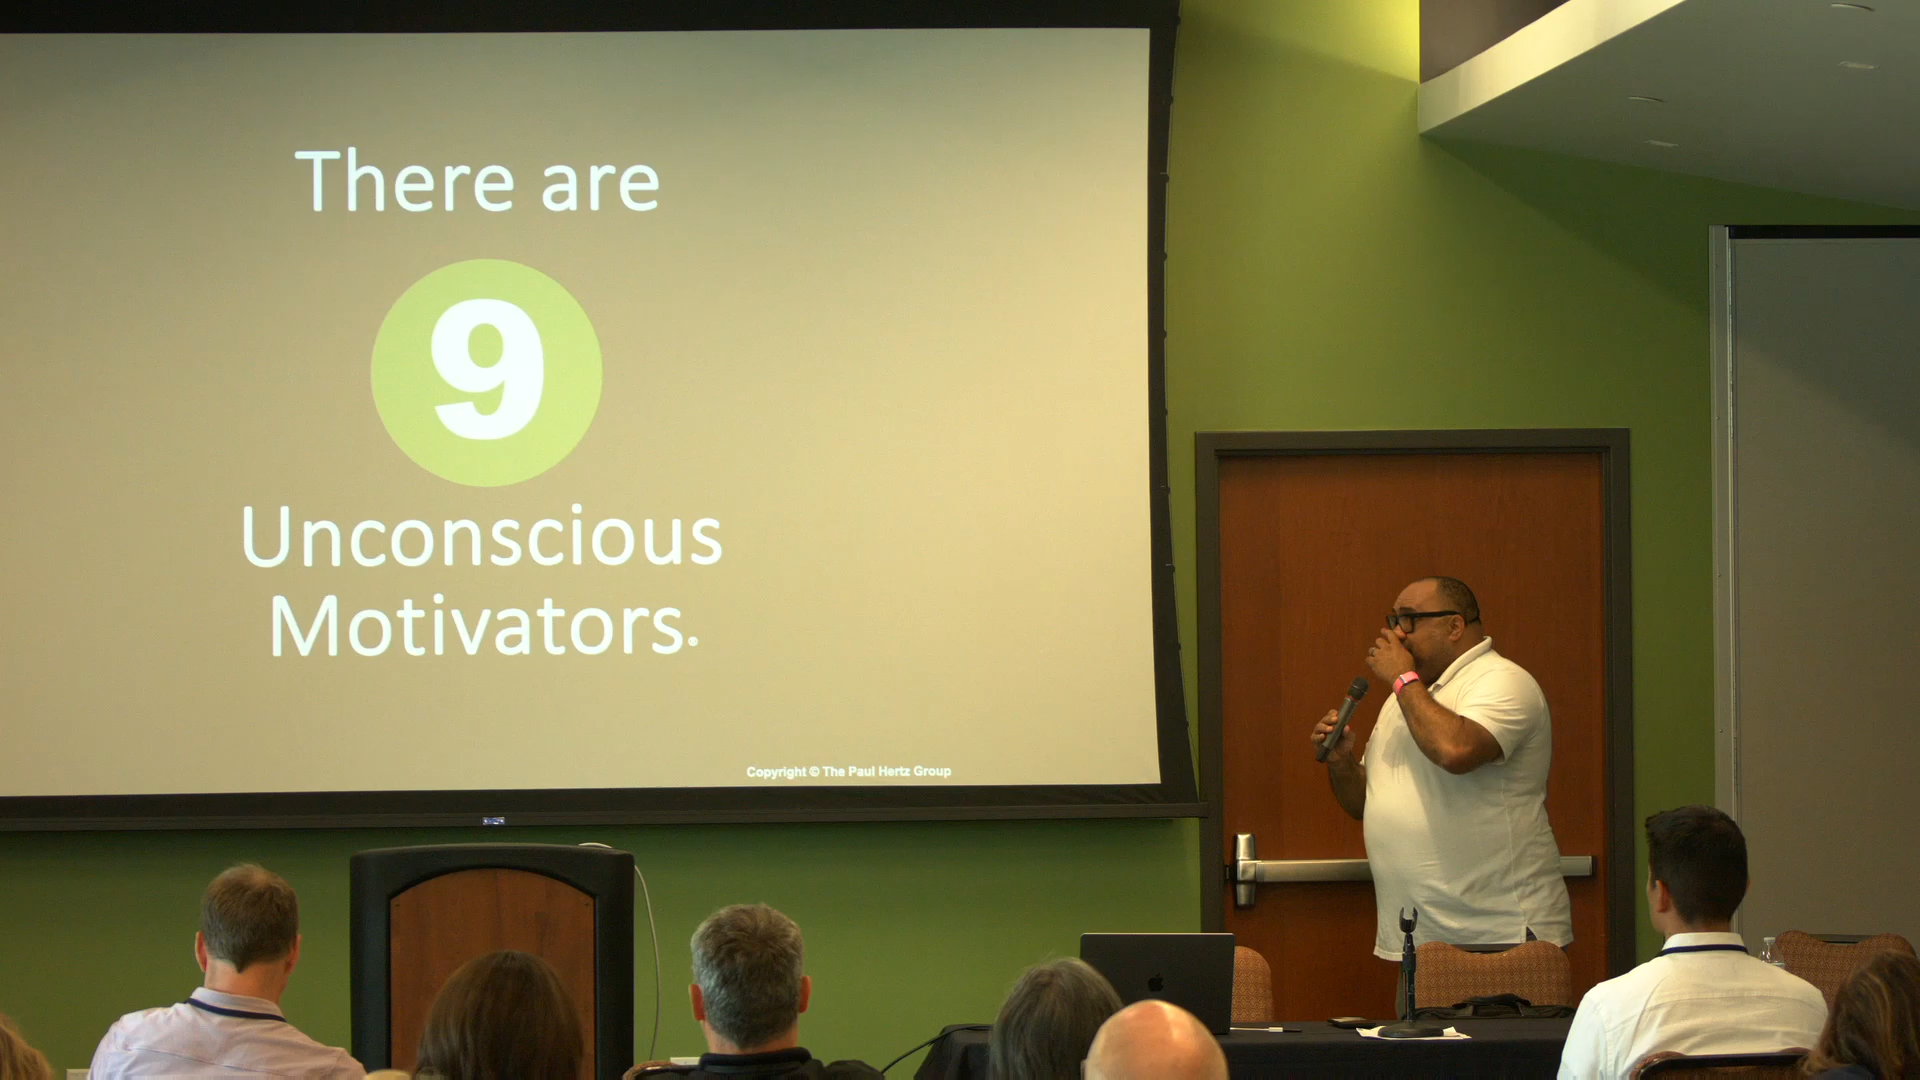 There are
9
Unconscious
Motivators.
Copyright © The Paul Hertz Group